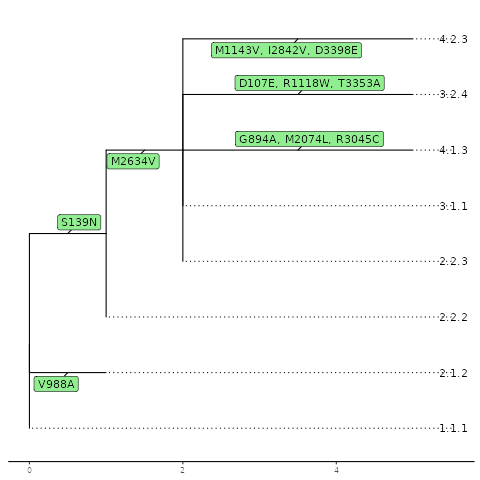 4.2.3
M1143V, I2842V, D3398E
D107E, R1118W, T3353A
3.2.4
G894A, M2074L, R3045C
4.1.3
M2634V
3.1.1
S139N
2.2.3
2.2.2
2.1.2
V988A
1.1.1
0 2 4